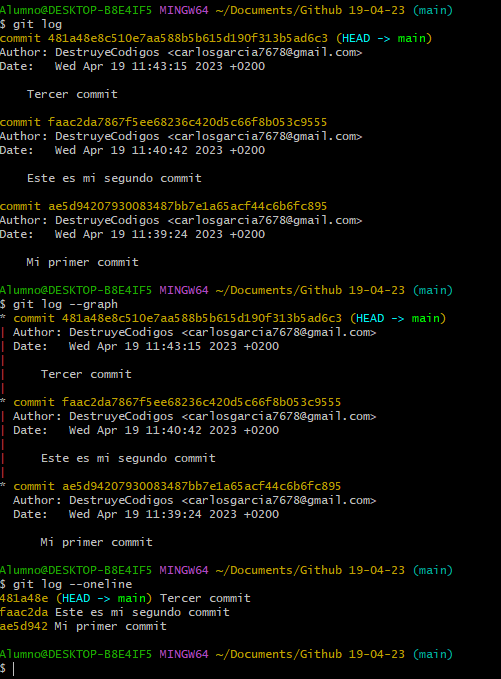 Alumno@DESKTOP-B8E4IF5 MINGW64 ~/Documents/Github 19-04-23 (main)
$ git log
commit 481a48e8c510e7aa588b5b615d190f313b5ad6c3 (HEAD -> main)
Author: DestruyeCodigos <carlosgarcia7678@gmail.com>
Date:   Wed Apr 19 11:43:15 2023 +0200

    Tercer commit

commit faac2da7867f5ee68236c420d5c66f8b053c9555
Author: DestruyeCodigos <carlosgarcia7678@gmail.com>
Date:   Wed Apr 19 11:40:42 2023 +0200

    Este es mi segundo commit

commit ae5d94207930083487bb7e1a65acf44c6b6fc895
Author: DestruyeCodigos <carlosgarcia7678@gmail.com>
Date:   Wed Apr 19 11:39:24 2023 +0200

    Mi primer commit

Alumno@DESKTOP-B8E4IF5 MINGW64 ~/Documents/Github 19-04-23 (main)
$ git log --graph
* commit 481a48e8c510e7aa588b5b615d190f313b5ad6c3 (HEAD -> main)
| Author: DestruyeCodigos <carlosgarcia7678@gmail.com>
| Date:   Wed Apr 19 11:43:15 2023 +0200
|
|     Tercer commit
|
* commit faac2da7867f5ee68236c420d5c66f8b053c9555
| Author: DestruyeCodigos <carlosgarcia7678@gmail.com>
| Date:   Wed Apr 19 11:40:42 2023 +0200
|
|     Este es mi segundo commit
|
* commit ae5d94207930083487bb7e1a65acf44c6b6fc895
  Author: DestruyeCodigos <carlosgarcia7678@gmail.com>
  Date:   Wed Apr 19 11:39:24 2023 +0200

      Mi primer commit

Alumno@DESKTOP-B8E4IF5 MINGW64 ~/Documents/Github 19-04-23 (main)
$ git log --oneline
481a48e (HEAD -> main) Tercer commit
faac2da Este es mi segundo commit
ae5d942 Mi primer commit

Alumno@DESKTOP-B8E4IF5 MINGW64 ~/Documents/Github 19-04-23 (main)
$